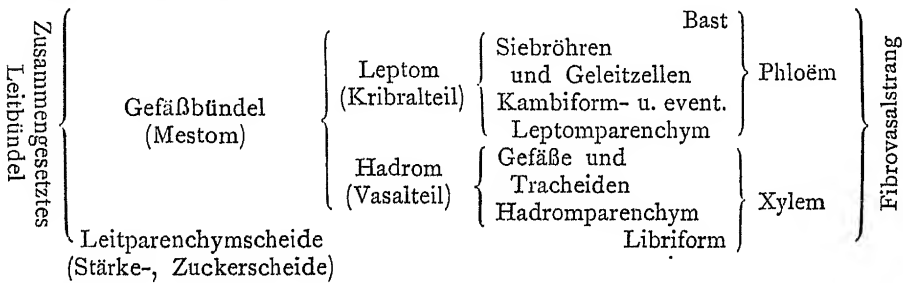 Zusammengesetztes
Leitbündel
Gefäßbündel
(Mestom)
Leitparenchymscheide
(Stärke-, Zuckerscheide)
Leptom
(Kribralteil)
Hadrom
(Vasalteil)
Bast
Siebröhren
und Geleitzellen
Kambiform- u. event.
Leptomparenchym
Gefäße und
Tracheiden
Hadromparenchym
Libriform
Phloëm
Xylem
Fibrovasalstrang